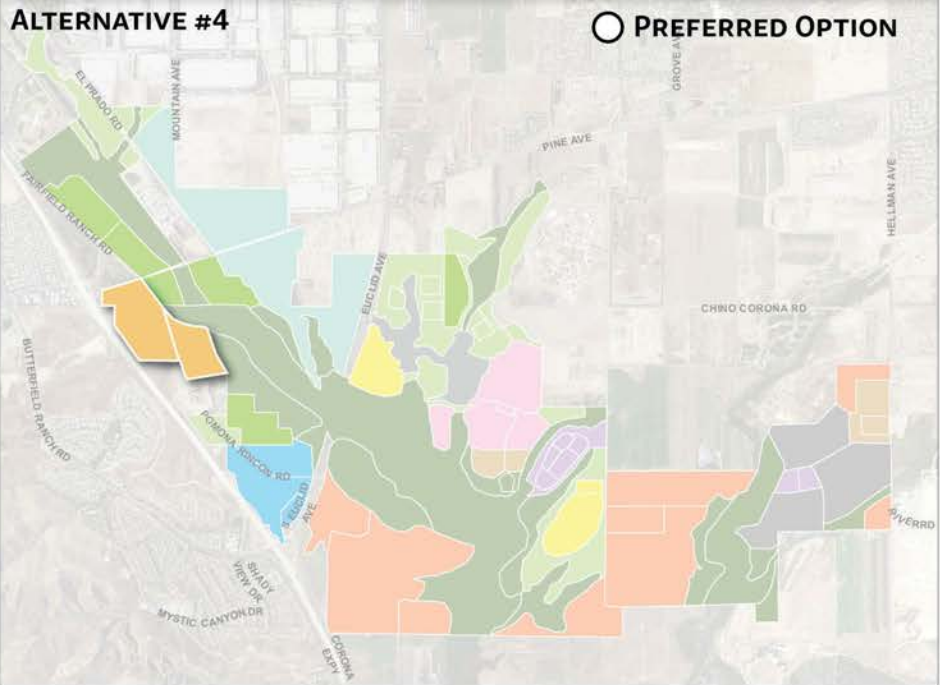 ALTERNATIVE #4
PREFERRED OPTION
EL PRADO RD
MOUNTAIN AVE
GROVE AV
PINE AVE
HELLMAN AVE
FAIRFIELD RANCH RD
EUCLID AVE
CHINO CORONA RD
BUTTERFIELD RANCH RD
POMONA RINCON RD
S EUCLID
AVE
RIVERRD
SHADY
VIEW DR
MYSTIC CANYON DR
CORONA
EXPY